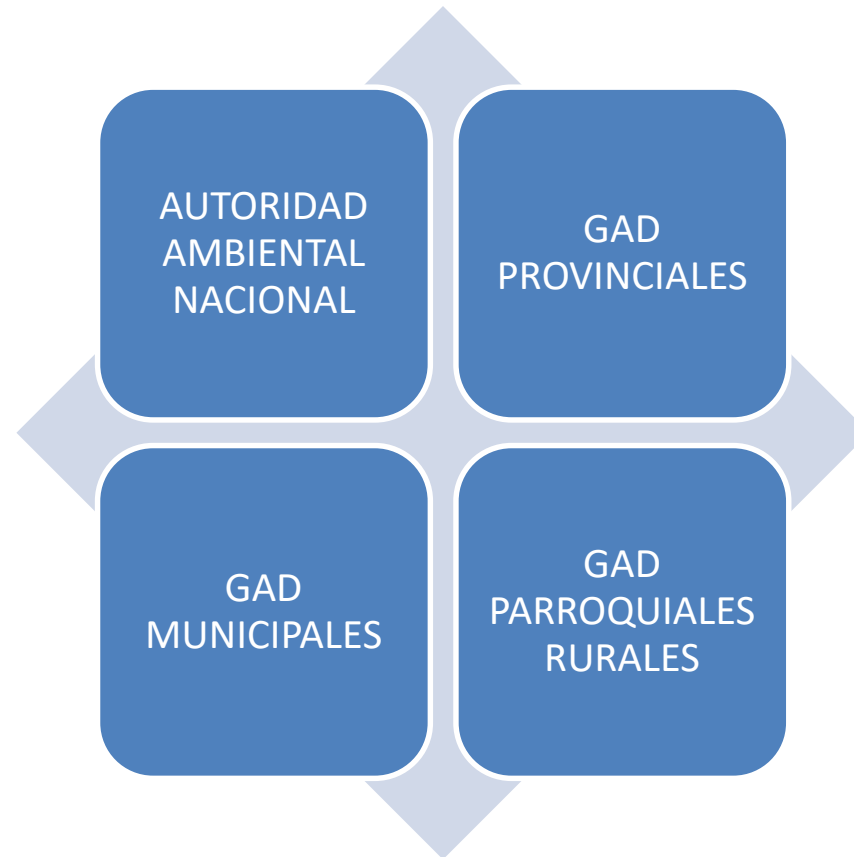 AUTORIDAD
AMBIENTAL
NACIONAL
GAD
PROVINCIALES
GAD
MUNICIPALES
GAD
PARROQUIALES
RURALES